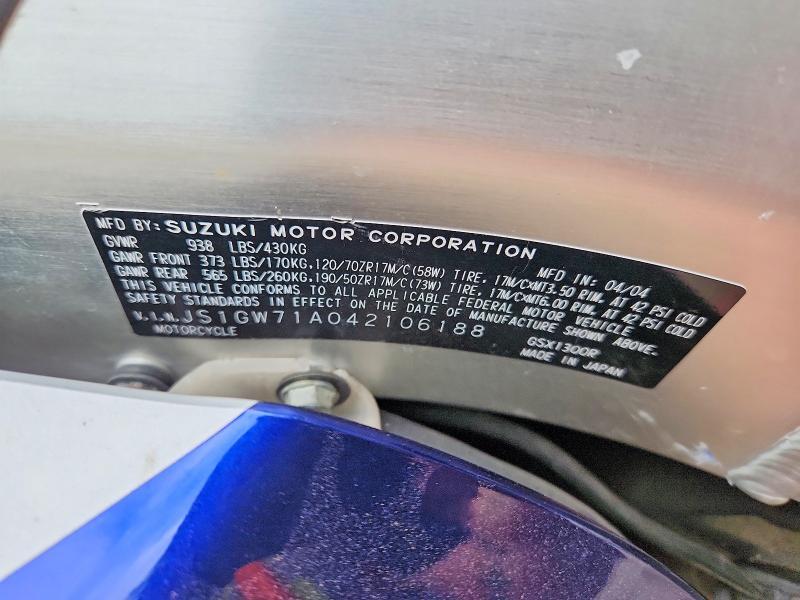 MFD BY: SUZUKI MOTOR CORPORATION MFD IN: 04/04
GVWR 938 LBS/430KG
GAWR FRONT 373 LBS/170KG,120/70ZR17M/C(58W) TIRE, 17M/C×MT3.50 RIM, AT 42 PSI COLD
GAWR REAR 565 LBS/260KG,190/50ZR17M/C(73W) TIRE, 17M/C×MT6.00 RIM, AT 42 PSI COLD
THIS VEHICLE CONFORMS TO ALL APPLICABLE FEDERAL MOTOR VEHICLE
SAFETY STANDARDS IN EFFECT ON THE DATE OF MANUFACTURE SHOWN ABOVE.
V.I.N. JS1GW71A042106188 GSX1300R
MOTORCYCLE MADE IN JAPAN